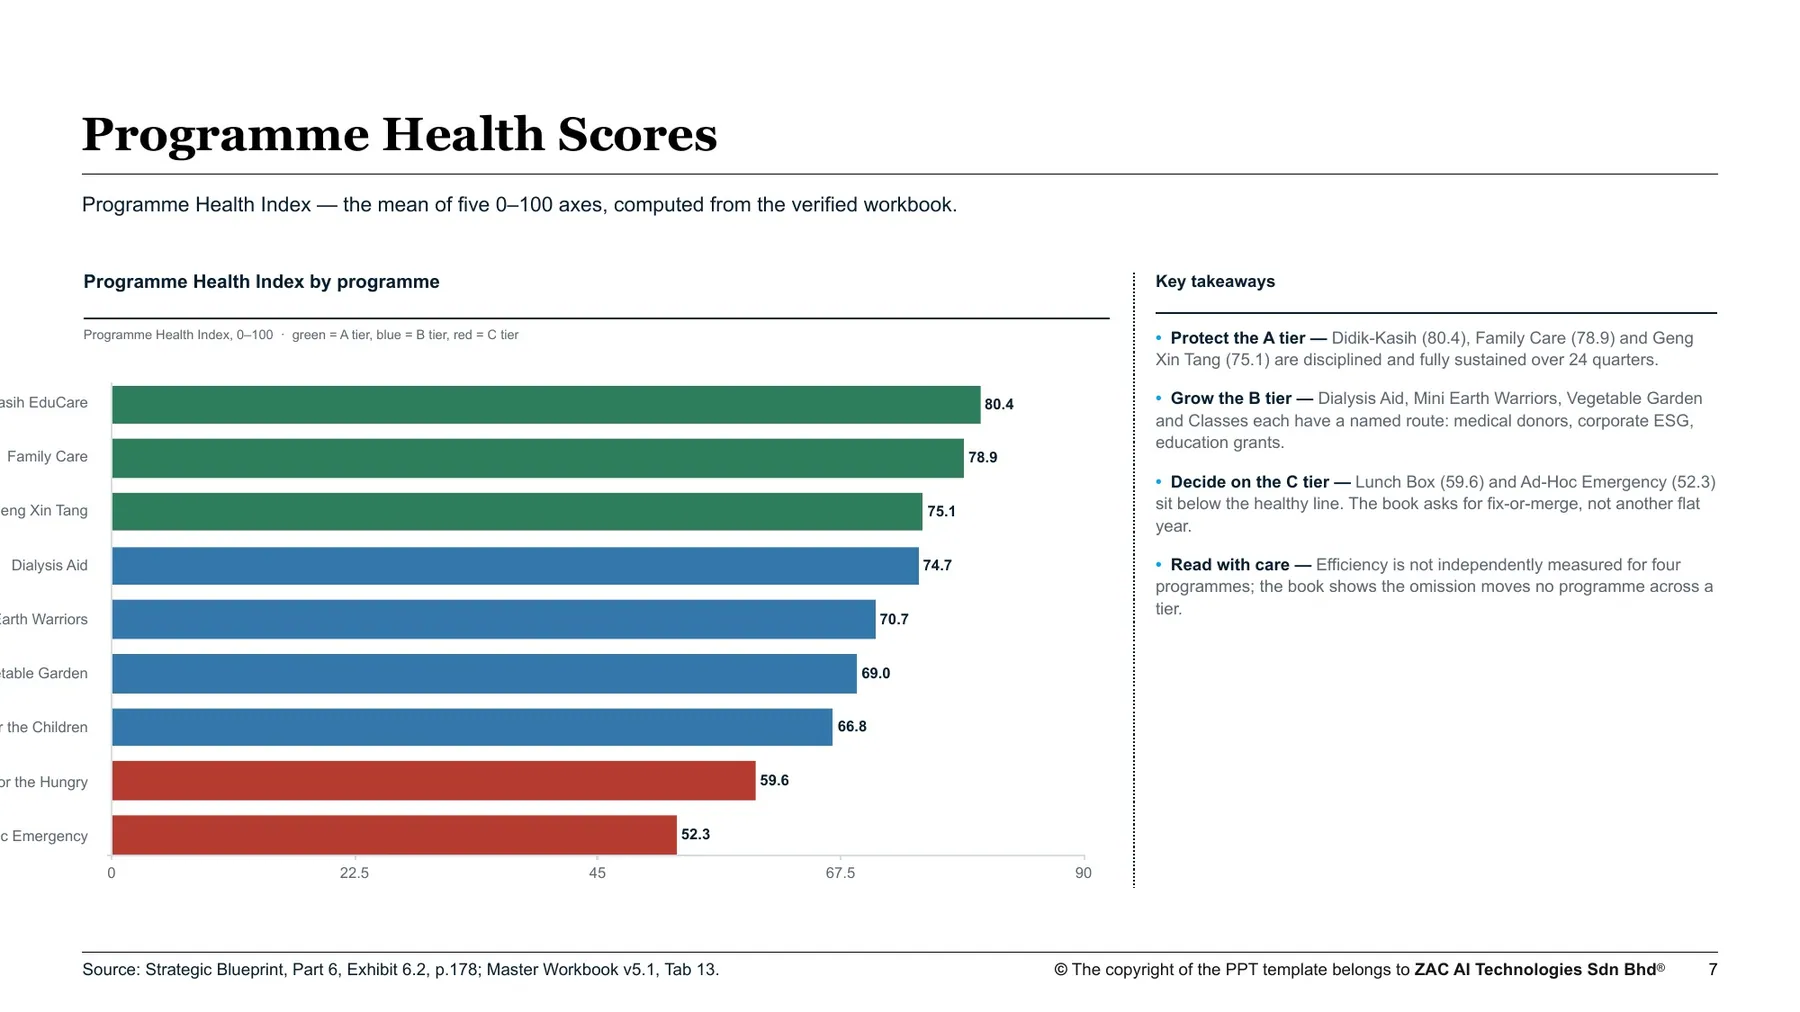 Programme Health Scores
Programme Health Index — the mean of five 0–100 axes, computed from the verified workbook.
Programme Health Index by programme
Programme Health Index, 0–100 · green = A tier, blue = B tier, red = C tier
asih EduCare 80.4
Family Care 78.9
eng Xin Tang 75.1
Dialysis Aid 74.7
Earth Warriors 70.7
etable Garden 69.0
r the Children 66.8
or the Hungry 59.6
c Emergency 52.3
0 22.5 45 67.5 90
Key takeaways
• Protect the A tier — Didik-Kasih (80.4), Family Care (78.9) and Geng
Xin Tang (75.1) are disciplined and fully sustained over 24 quarters.
• Grow the B tier — Dialysis Aid, Mini Earth Warriors, Vegetable Garden
and Classes each have a named route: medical donors, corporate ESG,
education grants.
• Decide on the C tier — Lunch Box (59.6) and Ad-Hoc Emergency (52.3)
sit below the healthy line. The book asks for fix-or-merge, not another flat
year.
• Read with care — Efficiency is not independently measured for four
programmes; the book shows the omission moves no programme across a
tier.
Source: Strategic Blueprint, Part 6, Exhibit 6.2, p.178; Master Workbook v5.1, Tab 13.
© The copyright of the PPT template belongs to ZAC AI Technologies Sdn Bhd® 7